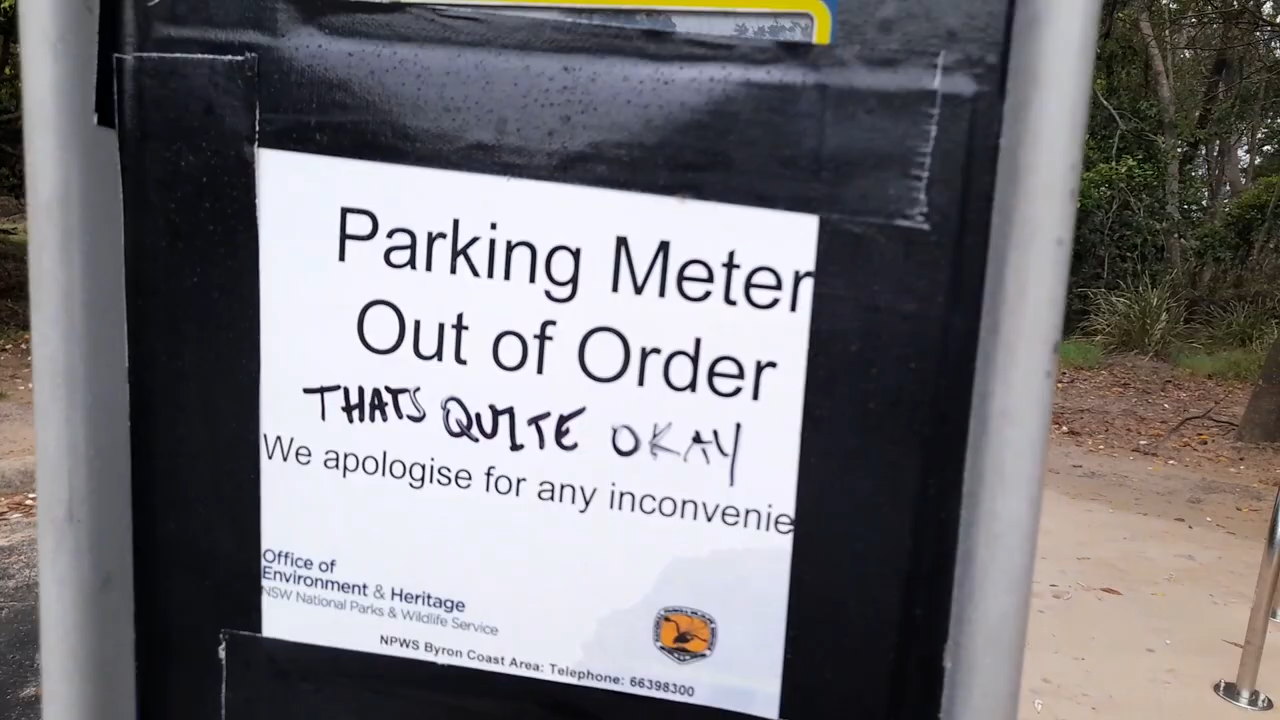 Parking Meter
Out of Order
THATS QUITE OKAY
We apologise for any inconvenie
Office of
Environment & Heritage
NSW National Parks & Wildlife Service
NPWS Byron Coast Area: Telephone: 66398300